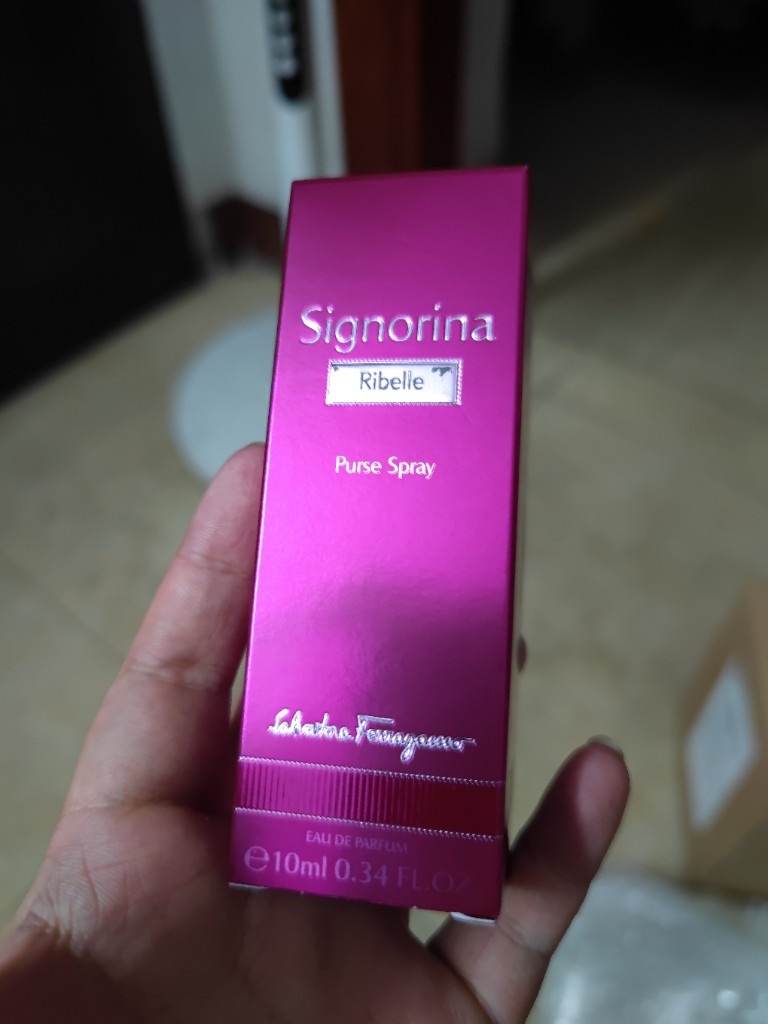 Signorina
Ribelle
Purse Spray
Salvatore Ferragamo
EAU DE PARFUM
℮10ml 0.34 FL.OZ